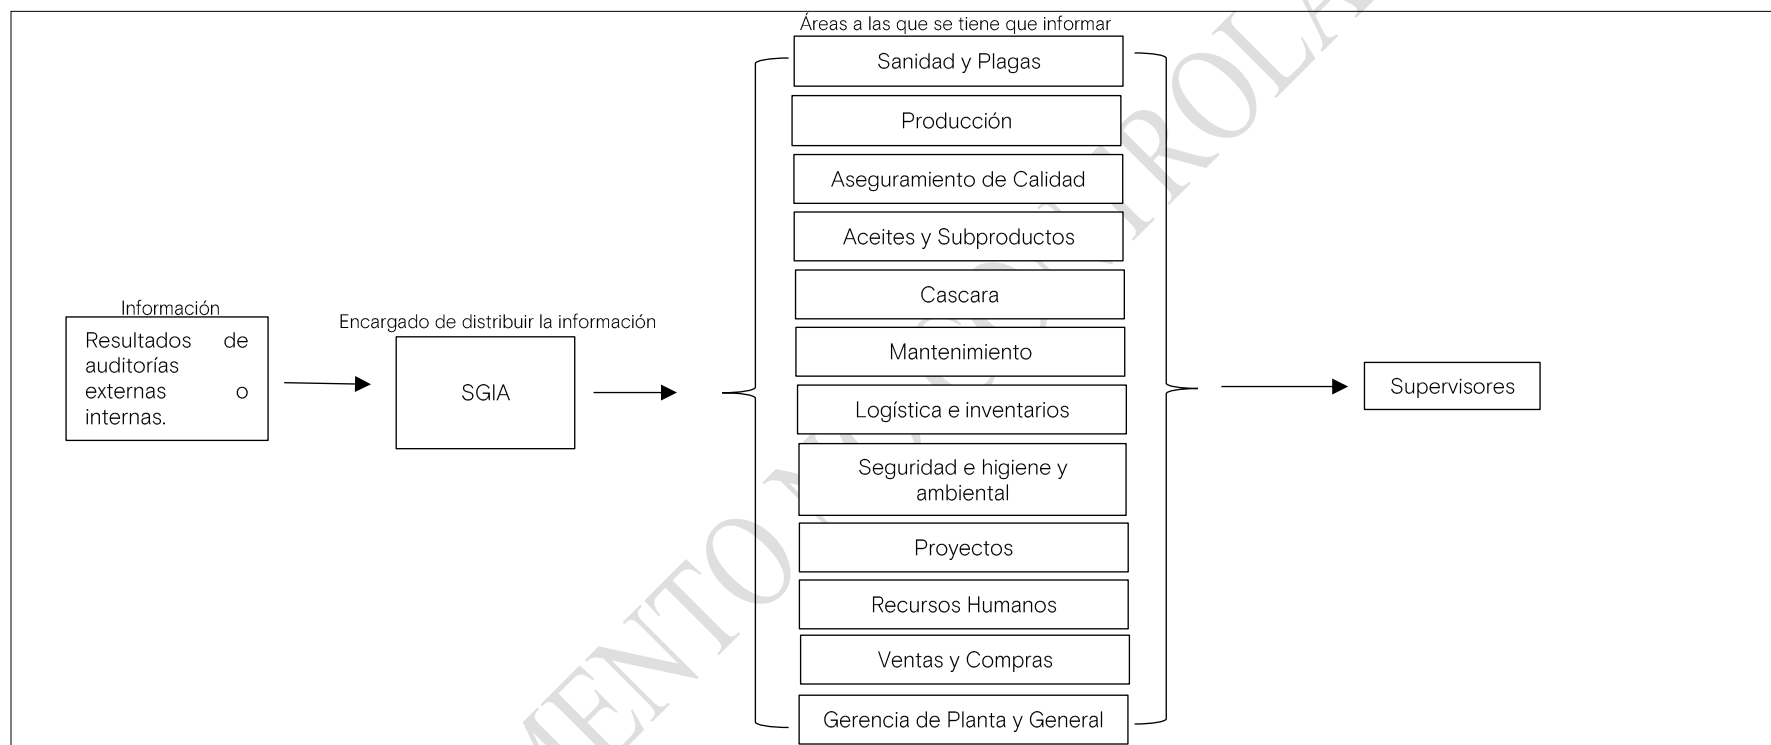 Áreas a las que se tiene que informar
Sanidad y Plagas
Producción
Aseguramiento de Calidad
Aceites y Subproductos
Cascara
Mantenimiento
Logística e inventarios
Seguridad e higiene y
ambiental
Proyectos
Recursos Humanos
Ventas y Compras
Gerencia de Planta y General
Información
Resultados de
auditorías
externas o
internas.
Encargado de distribuir la información
SGIA
Supervisores